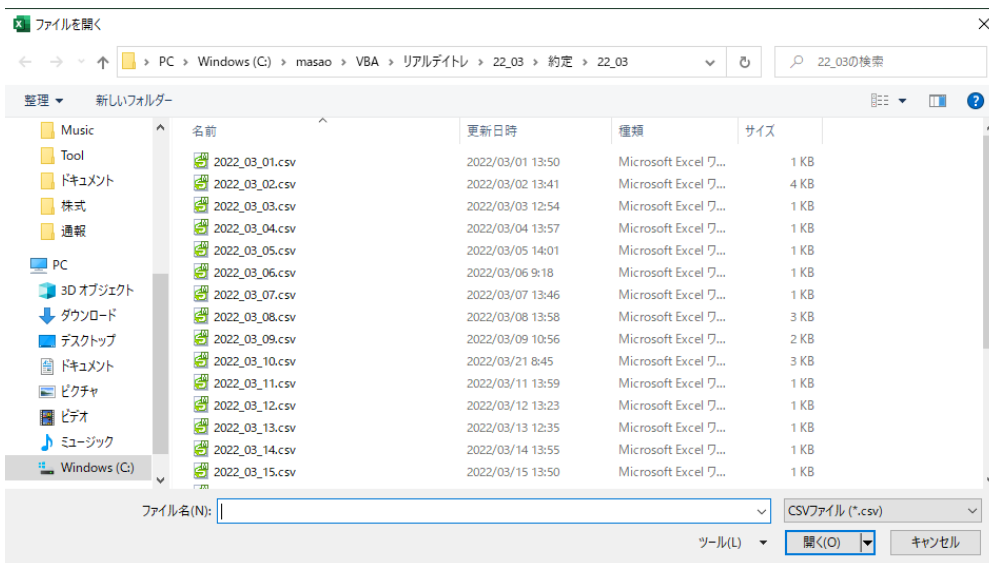 ファイルを開く
PC > Windows (C:) > masao > VBA > リアルデイトレ > 22_03 > 約定 > 22_03
22_03の検索
整理 新しいフォルダー
名前 更新日時 種類 サイズ
Music
Tool
ドキュメント
株式
通報
PC
3D オブジェクト
ダウンロード
デスクトップ
ドキュメント
ピクチャ
ビデオ
ミュージック
Windows (C:)
2022_03_01.csv 2022/03/01 13:50 Microsoft Excel ワ... 1 KB
2022_03_02.csv 2022/03/02 13:41 Microsoft Excel ワ... 4 KB
2022_03_03.csv 2022/03/03 12:54 Microsoft Excel ワ... 1 KB
2022_03_04.csv 2022/03/04 13:57 Microsoft Excel ワ... 1 KB
2022_03_05.csv 2022/03/05 14:01 Microsoft Excel ワ... 1 KB
2022_03_06.csv 2022/03/06 9:18 Microsoft Excel ワ... 1 KB
2022_03_07.csv 2022/03/07 13:46 Microsoft Excel ワ... 1 KB
2022_03_08.csv 2022/03/08 13:58 Microsoft Excel ワ... 3 KB
2022_03_09.csv 2022/03/09 10:56 Microsoft Excel ワ... 2 KB
2022_03_10.csv 2022/03/21 8:45 Microsoft Excel ワ... 3 KB
2022_03_11.csv 2022/03/11 13:59 Microsoft Excel ワ... 1 KB
2022_03_12.csv 2022/03/12 13:23 Microsoft Excel ワ... 1 KB
2022_03_13.csv 2022/03/13 12:35 Microsoft Excel ワ... 1 KB
2022_03_14.csv 2022/03/14 13:55 Microsoft Excel ワ... 1 KB
2022_03_15.csv 2022/03/15 13:50 Microsoft Excel ワ... 1 KB
ファイル名(N):
CSVファイル (*.csv)
ツール(L) 開く(O) キャンセル